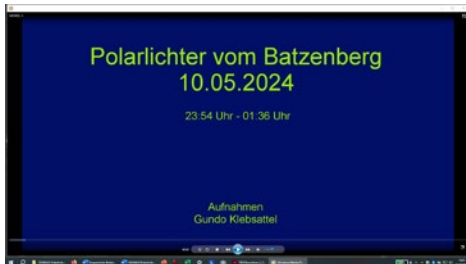 Polarlichter vom Batzenberg
10.05.2024
23:54 Uhr - 01:36 Uhr
Aufnahmen
Gundo Klebsattel